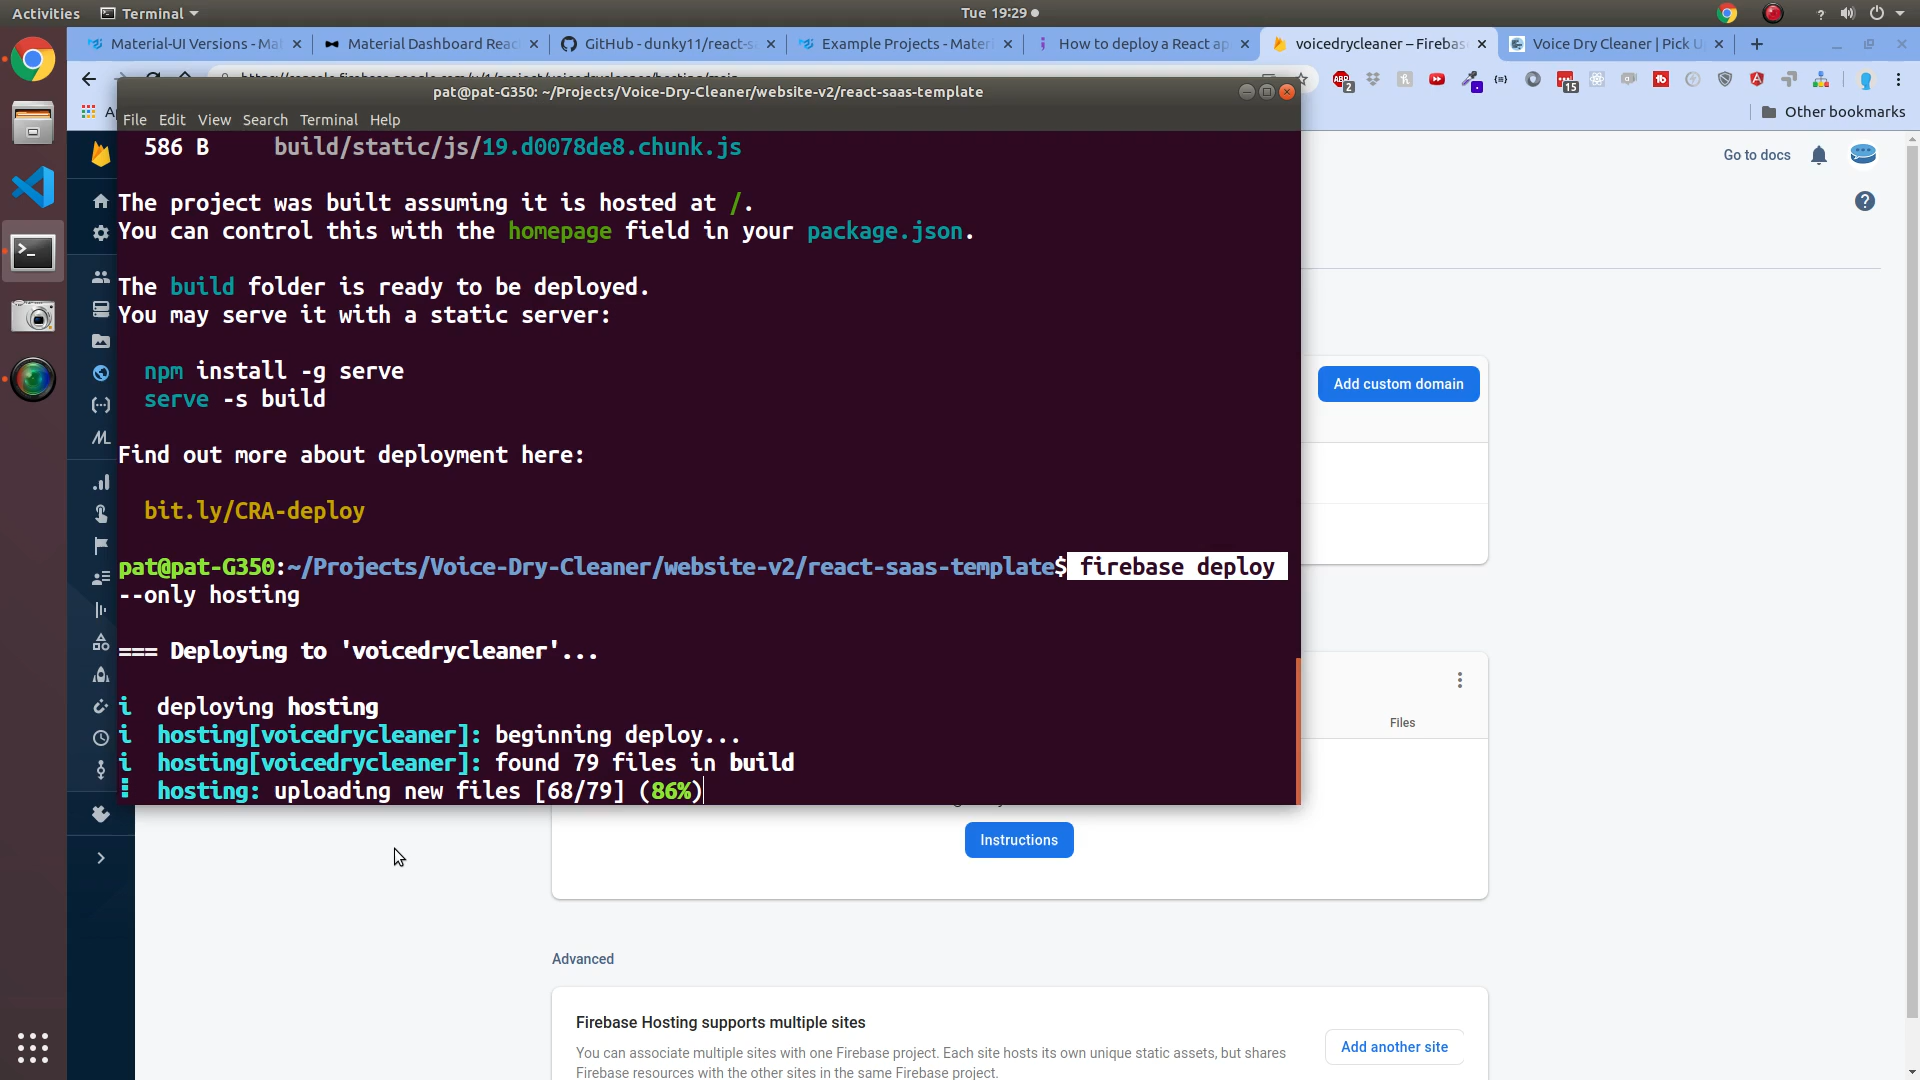 Activities
Terminal
Tue 19:29
Material-UI Versions - Ma
Material Dashboard Reac
GitHub - dunky11/react-s
Example Projects - Materi
How to deploy a React ap
voicedrycleaner – Firebas
Voice Dry Cleaner | Pick U
2
15
Other bookmarks
pat@pat-G350: ~/Projects/Voice-Dry-Cleaner/website-v2/react-saas-template
File Edit View Search Terminal Help
586 B build/static/js/19.d0078de8.chunk.js
The project was built assuming it is hosted at /.
You can control this with the homepage field in your package.json.
The build folder is ready to be deployed.
You may serve it with a static server:
npm install -g serve
serve -s build
Find out more about deployment here:
bit.ly/CRA-deploy
pat@pat-G350:~/Projects/Voice-Dry-Cleaner/website-v2/react-saas-template$ firebase deploy
--only hosting
=== Deploying to 'voicedrycleaner'...
i deploying hosting
i hosting[voicedrycleaner]: beginning deploy...
i hosting[voicedrycleaner]: found 79 files in build
hosting: uploading new files [68/79] (86%)
Go to docs
Add custom domain
Files
Instructions
Advanced
Firebase Hosting supports multiple sites
You can associate multiple sites with one Firebase project. Each site hosts its own unique static assets, but shares
Firebase resources with the other sites in the same Firebase project.
Add another site